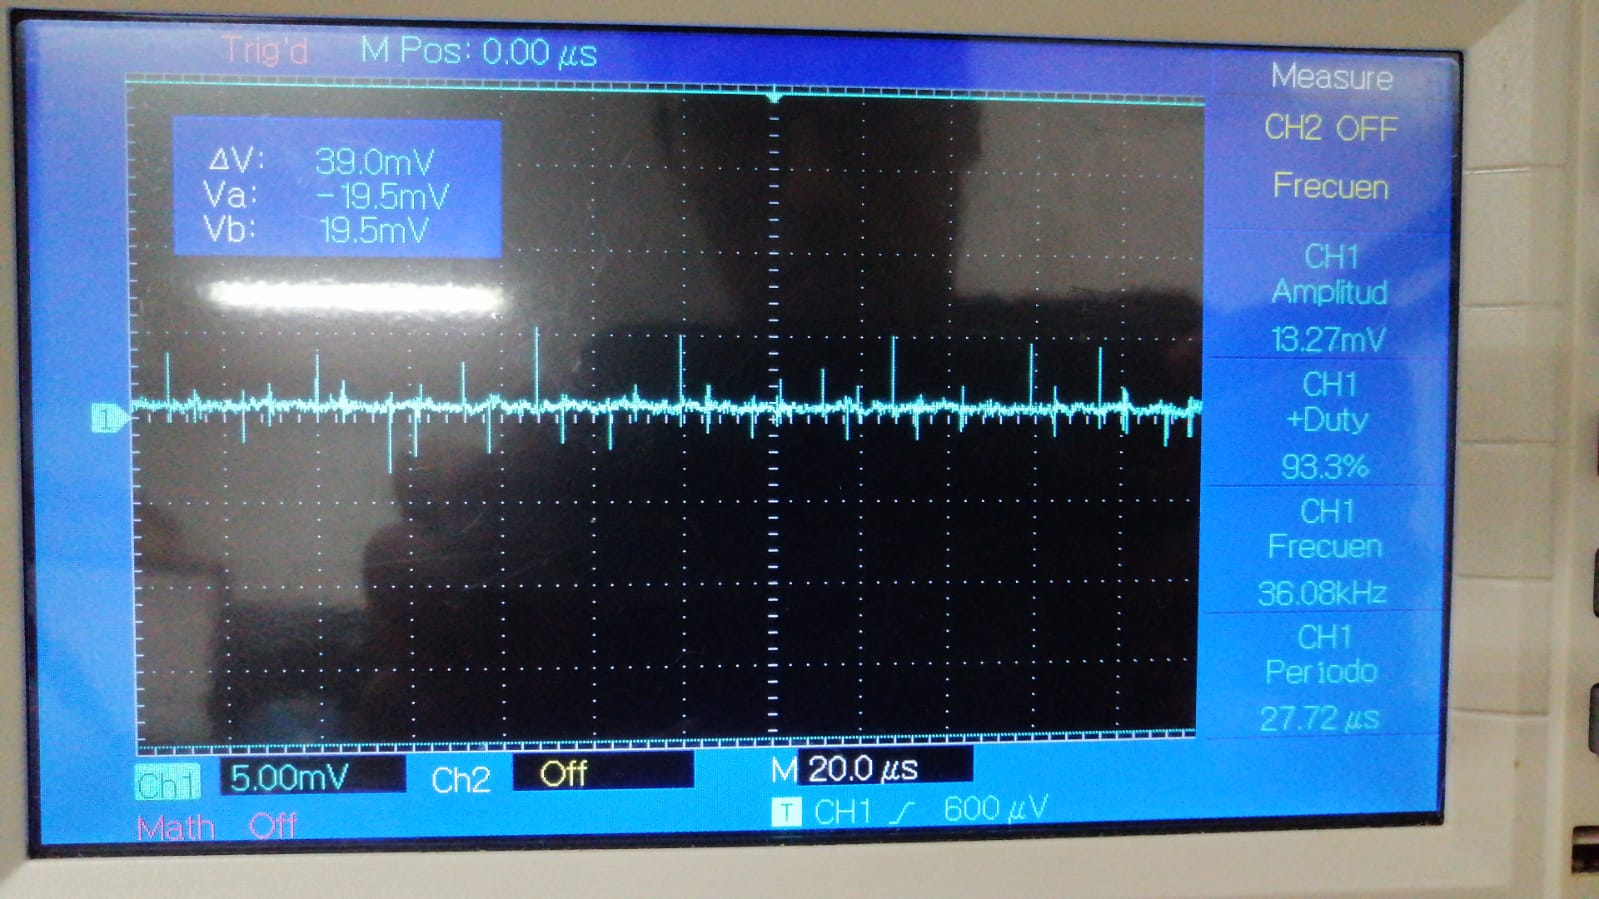 Trig'd M Pos: 0.00 μs
Measure
CH2 OFF
Frecuen
ΔV: 39.0mV
Va: -19.5mV
Vb: 19.5mV
CH1
Amplitud
13.27mV
CH1
+Duty
93.3%
1
CH1
Frecuen
36.08kHz
CH1
Periodo
27.72 μs
Ch1 5.00mV Ch2 Off M 20.0 μs
T CH1 600 μV
Math Off